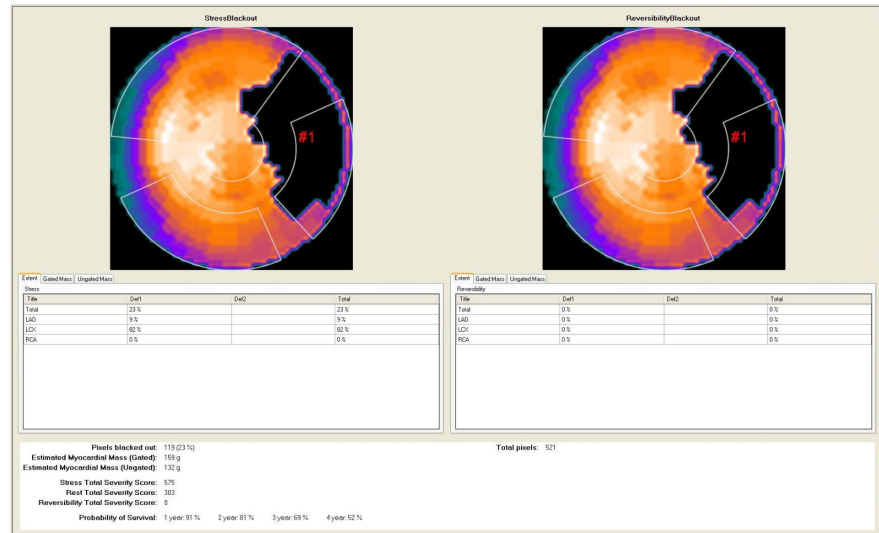 StressBlackout
ReversibilityBlackout
#1
#1
Extent Gated Mass Ungated Mass
Stress
Title Def1 Def2 Total
Total 23 % 23 %
LAD 9 % 9 %
LCX 82 % 82 %
RCA 0 % 0 %
Extent Gated Mass Ungated Mass
Reversibility
Title Def1 Def2 Total
Total 0 % 0 %
LAD 0 % 0 %
LCX 0 % 0 %
RCA 0 % 0 %
Pixels blacked out: 119 (23 %)
Total pixels: 521
Estimated Myocardial Mass (Gated): 159 g
Estimated Myocardial Mass (Ungated): 132 g
Stress Total Severity Score: 575
Rest Total Severity Score: 303
Reversibility Total Severity Score: 0
Probability of Survival: 1 year: 91 % 2 year: 81 % 3 year: 69 % 4 year: 52 %